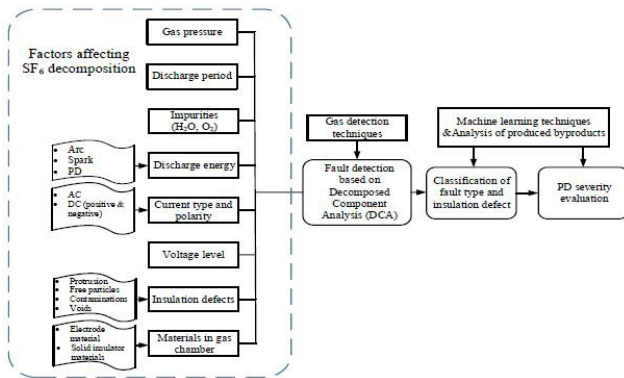 Factors affecting
SF₆ decomposition
Gas pressure
Discharge period
Impurities
(H₂O, O₂)
• Arc
• Spark
• PD
Discharge energy
• AC
• DC (positive &
negative)
Current type and
polarity
Voltage level
• Protrusion
• Free particles
• Contaminations
• Voids
Insulation defects
• Electrode
material
• Solid insulator
materials
Materials in gas
chamber
Gas detection
techniques
Fault detection
based on
Decomposed
Component
Analysis (DCA)
Machine learning techniques
&Analysis of produced byproducts
Classification of
fault type and
insulation defect
PD severity
evaluation